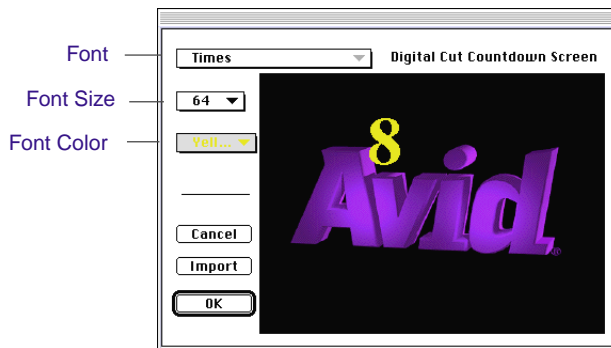 Font
Times
Digital Cut Countdown Screen
Font Size
64
Font Color
Yell...
8
Avid®
Cancel
Import
OK